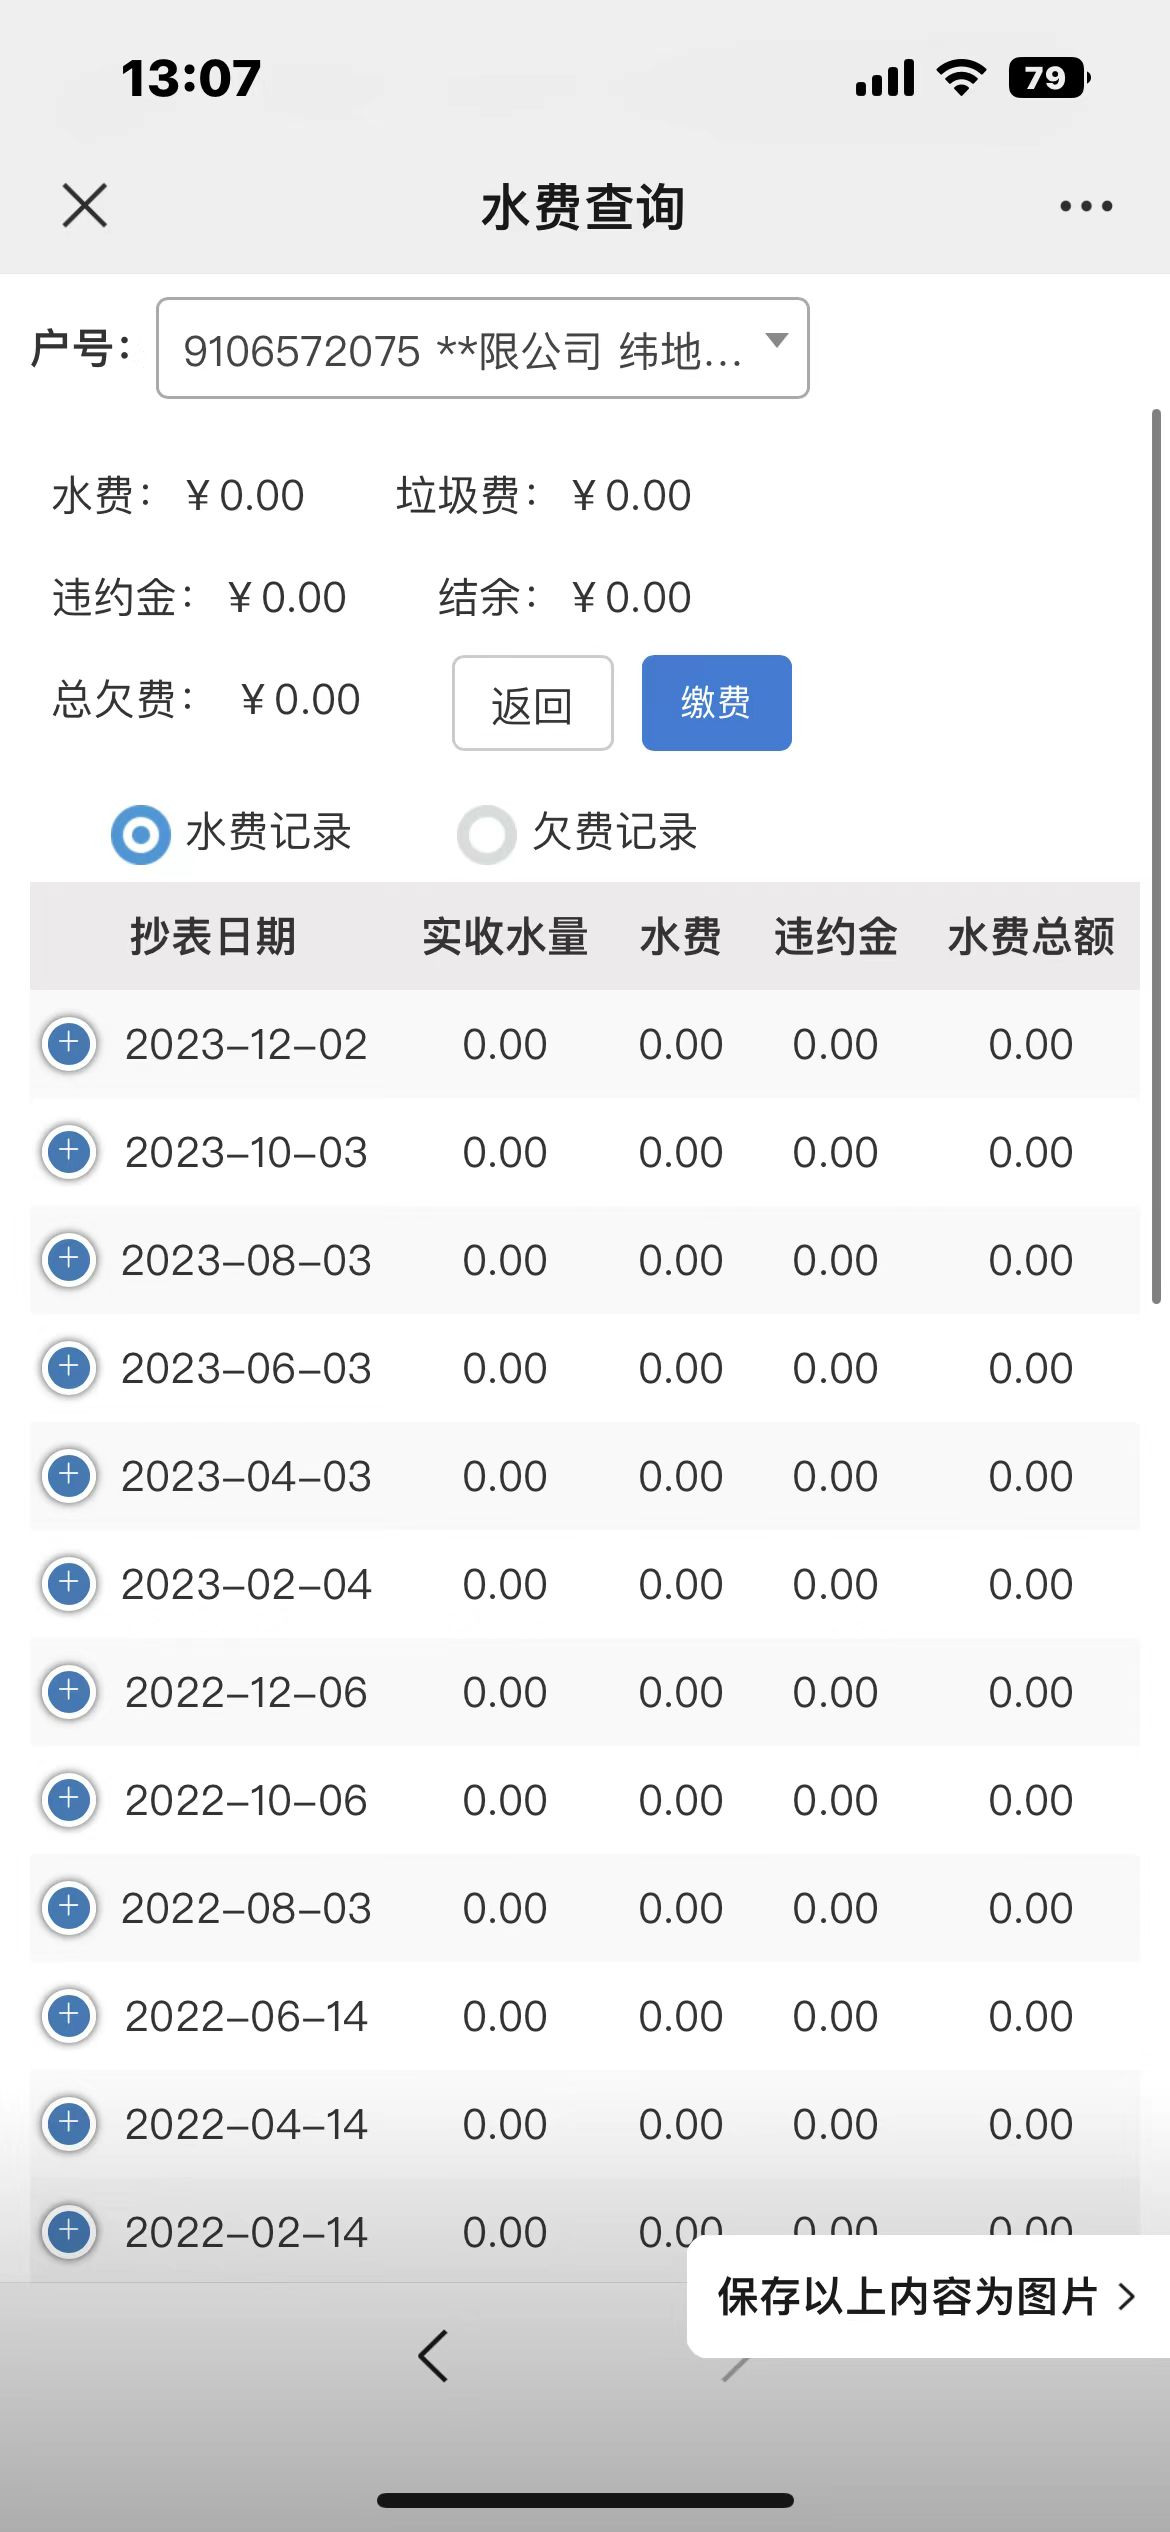 13:07
79
水费查询
户号：
9106572075 **限公司 纬地...
水费： ¥0.00 垃圾费： ¥0.00
违约金： ¥0.00 结余： ¥0.00
总欠费： ¥0.00 返回 缴费
水费记录 欠费记录
抄表日期 实收水量 水费 违约金 水费总额
2023-12-02 0.00 0.00 0.00 0.00
2023-10-03 0.00 0.00 0.00 0.00
2023-08-03 0.00 0.00 0.00 0.00
2023-06-03 0.00 0.00 0.00 0.00
2023-04-03 0.00 0.00 0.00 0.00
2023-02-04 0.00 0.00 0.00 0.00
2022-12-06 0.00 0.00 0.00 0.00
2022-10-06 0.00 0.00 0.00 0.00
2022-08-03 0.00 0.00 0.00 0.00
2022-06-14 0.00 0.00 0.00 0.00
2022-04-14 0.00 0.00 0.00 0.00
2022-02-14 0.00 0.00 0.00 0.00
保存以上内容为图片